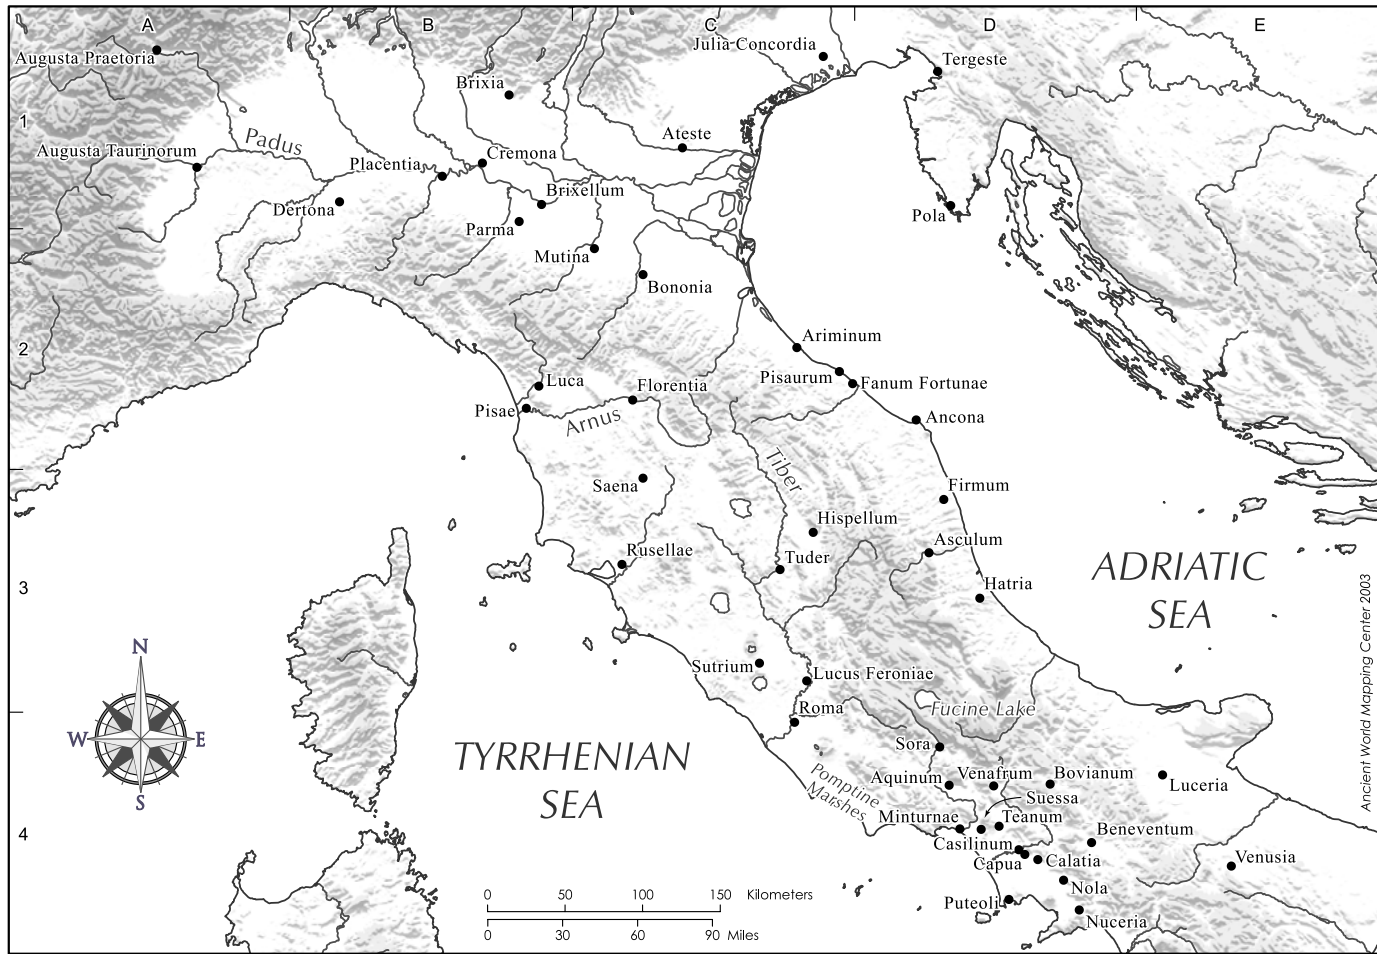 A
B
C
D
E
Augusta Praetoria
Julia Concordia
Tergeste
Brixia
1
Padus
Ateste
Augusta Taurinorum
Placentia
Cremona
Brixellum
Dertona
Parma
Pola
Mutina
Bononia
2
Ariminum
Pisaurum
Fanum Fortunae
Luca
Florentia
Pisae
Arnus
Ancona
Tiber
Saena
Firmum
Hispellum
Asculum
Rusellae
Tuder
Hatria
3
ADRIATIC
SEA
Ancient World Mapping Center 2003
N
W
E
S
Sutrium
Lucus Feroniae
Roma
Fucine Lake
TYRRHENIAN
SEA
Sora
Pomptine
Marshes
Aquinum
Venafrum
Bovianum
Luceria
Suessa
Minturnae
Teanum
4
Casilinum
Beneventum
Capua
Calatia
Venusia
Nola
Puteoli
Nuceria
0 50 100 150 Kilometers
0 30 60 90 Miles